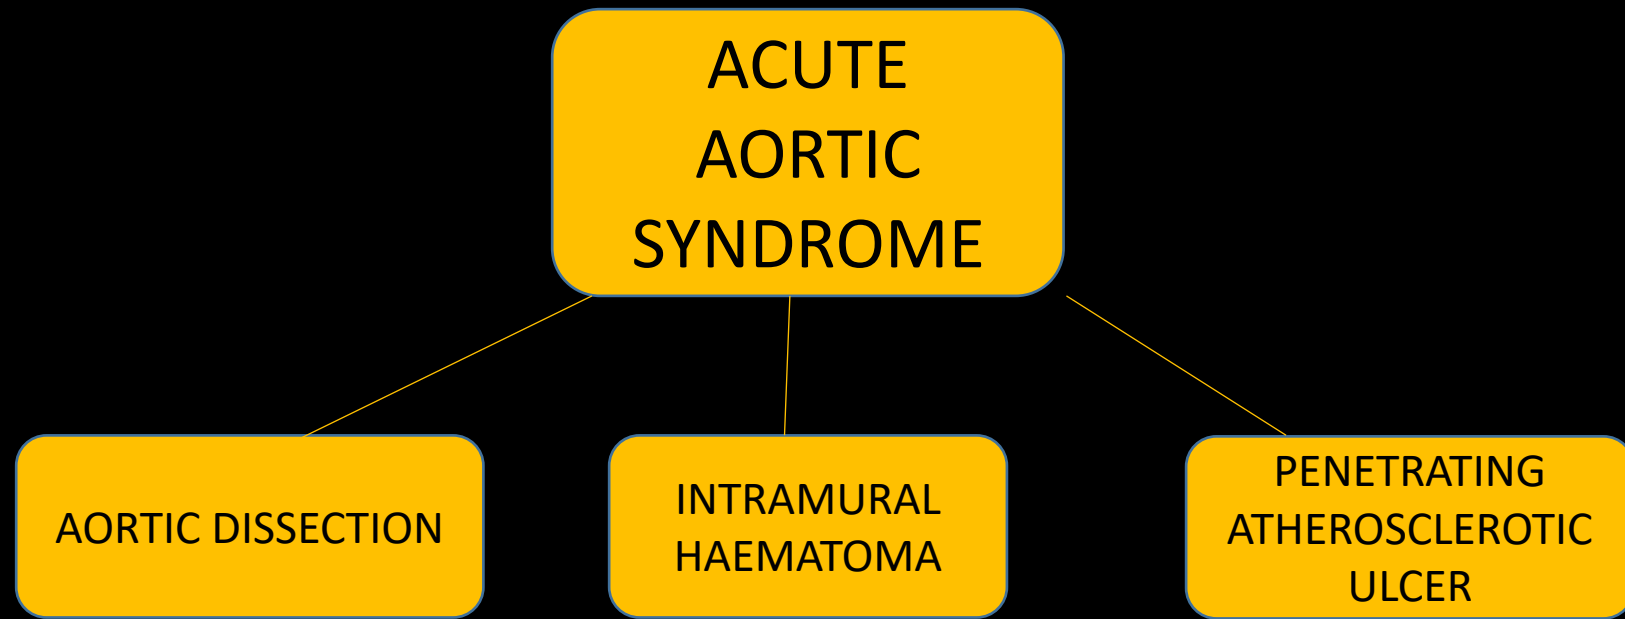 ACUTE
AORTIC
SYNDROME
AORTIC DISSECTION
INTRAMURAL
HAEMATOMA
PENETRATING
ATHEROSCLEROTIC
ULCER